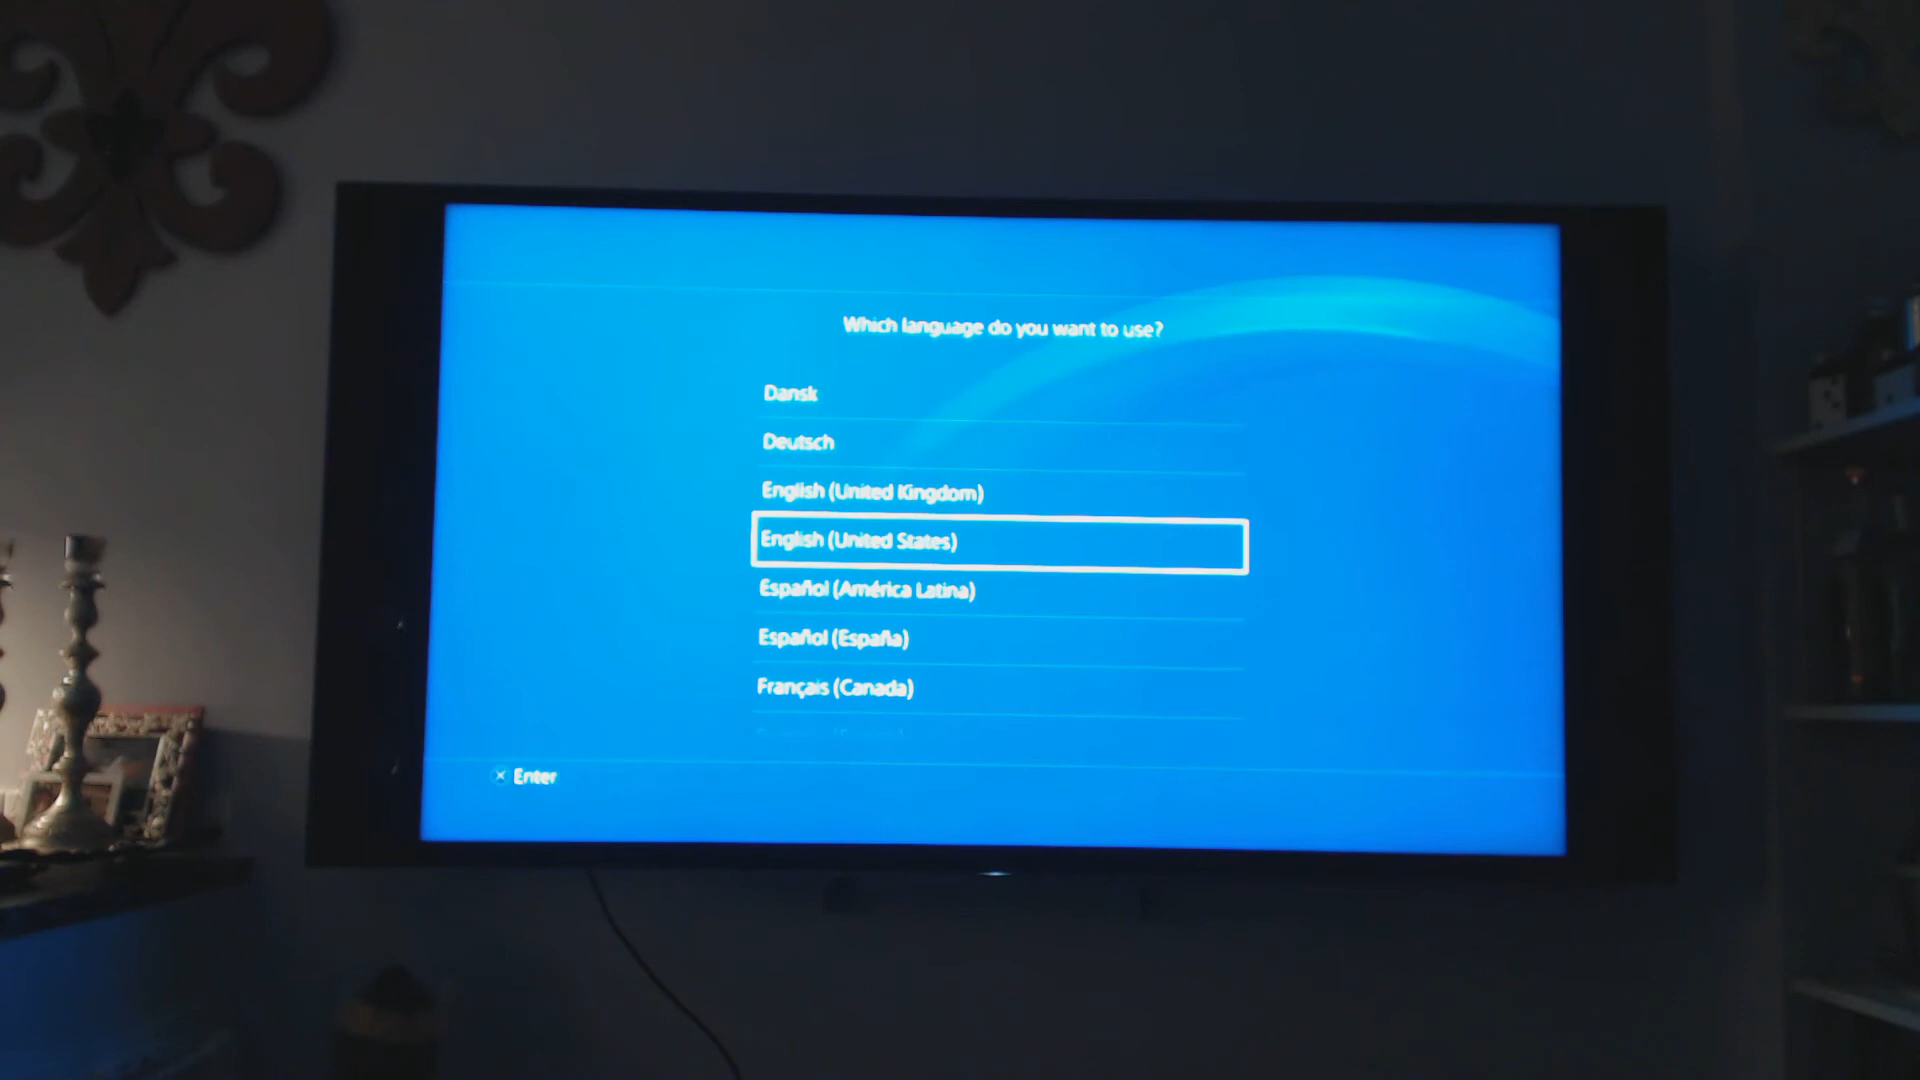 Which language do you want to use?
Dansk
Deutsch
English (United Kingdom)
English (United States)
Español (América Latina)
Español (España)
Français (Canada)
Enter